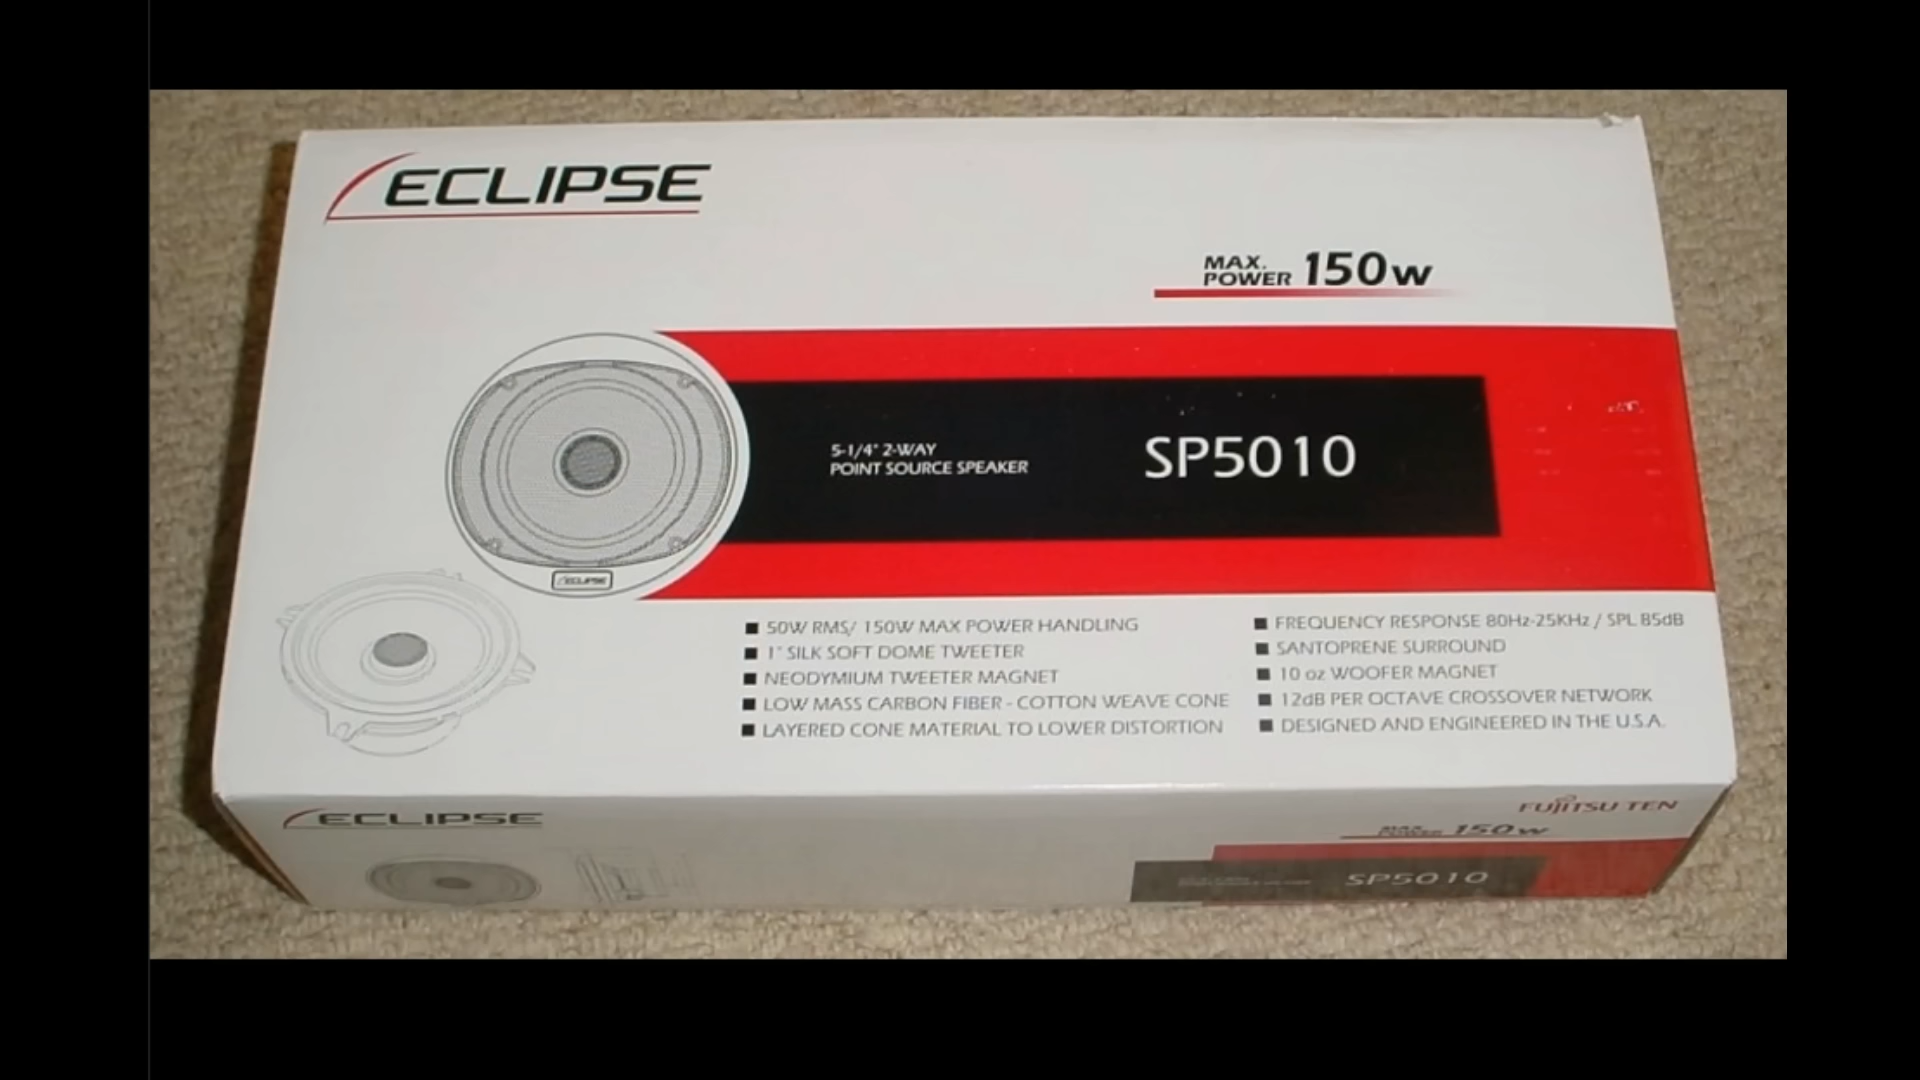 ECLIPSE
MAX.
POWER 150W
5-1/4" 2-WAY
POINT SOURCE SPEAKER
SP5010
ECLIPSE
■ 50W RMS/ 150W MAX POWER HANDLING
■ 1" SILK SOFT DOME TWEETER
■ NEODYMIUM TWEETER MAGNET
■ LOW MASS CARBON FIBER - COTTON WEAVE CONE
■ LAYERED CONE MATERIAL TO LOWER DISTORTION
■ FREQUENCY RESPONSE 80Hz-25KHz / SPL 85dB
■ SANTOPRENE SURROUND
■ 10 oz WOOFER MAGNET
■ 12dB PER OCTAVE CROSSOVER NETWORK
■ DESIGNED AND ENGINEERED IN THE U.S.A.
ECLIPSE
FUJITSU TEN
MAX.
POWER 150W
SP5010